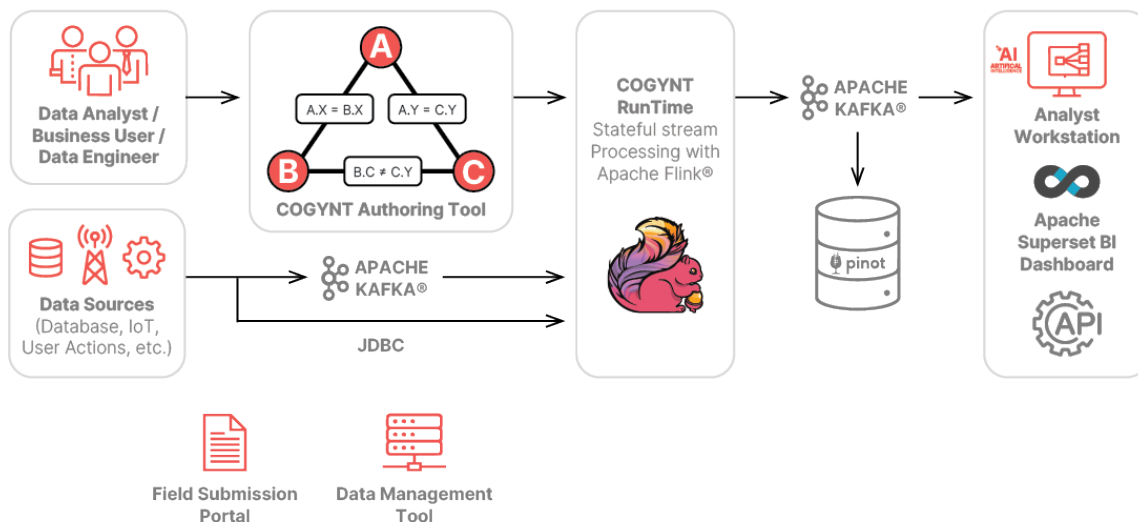 Data Analyst /
Business User /
Data Engineer
A
A.X = B.X
A.Y = C.Y
B
B.C ≠ C.Y
C
COGYNT Authoring Tool
COGYNT
RunTime
Stateful stream
Processing with
Apache Flink®
APACHE
KAFKA®
AI
ARTIFICAL
INTELLIGENCE
Analyst
Workstation
Apache
Superset BI
Dashboard
API
pinot
Data Sources
(Database, IoT,
User Actions, etc.)
APACHE
KAFKA®
JDBC
Field Submission
Portal
Data Management
Tool